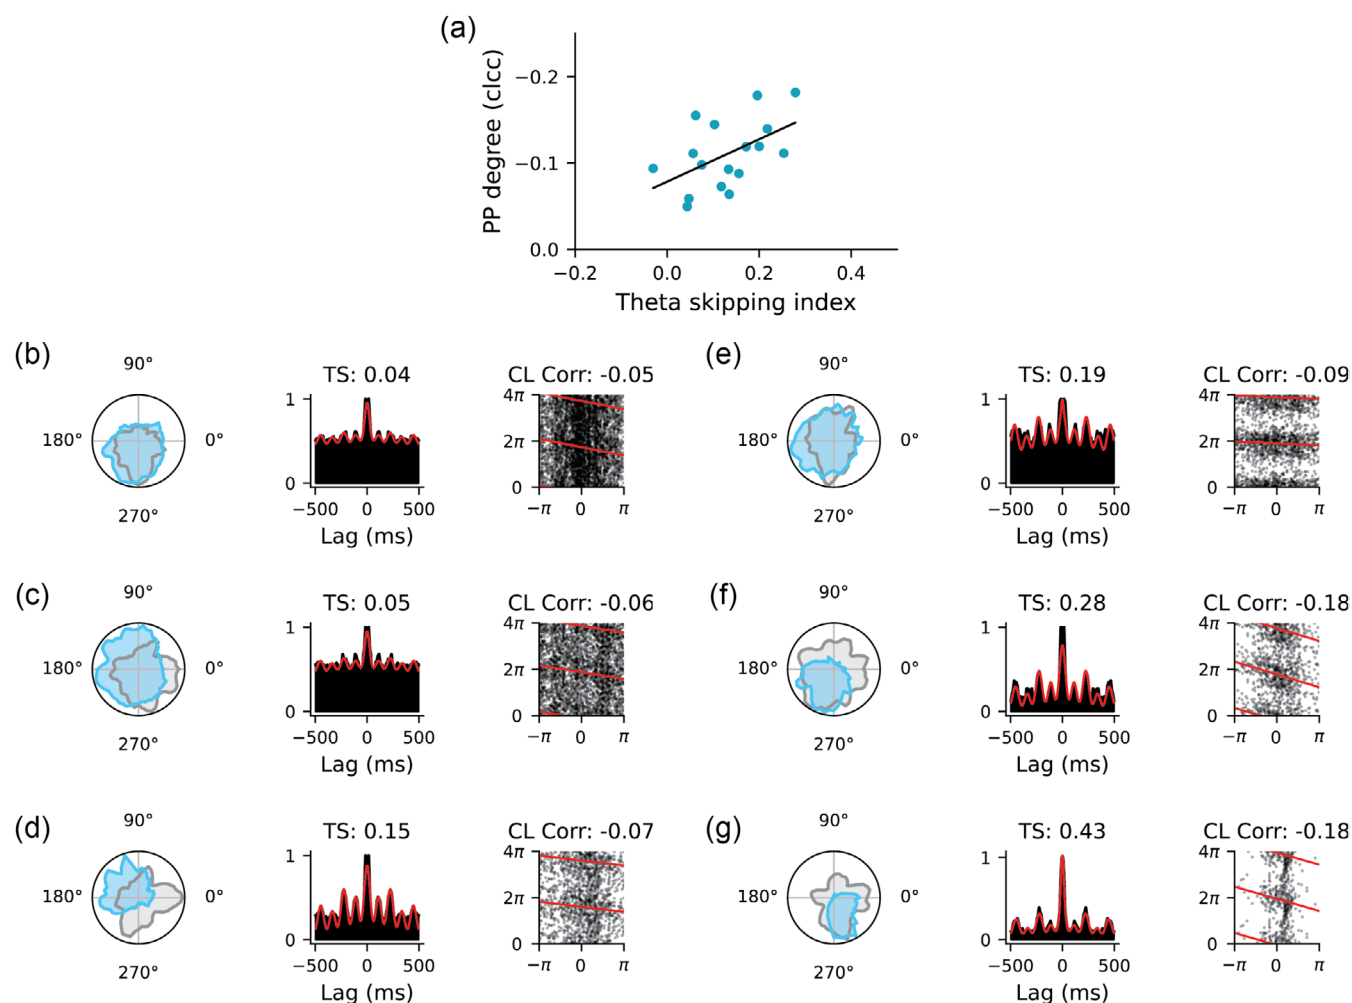 (a)
PP degree (clcc)
−0.2
−0.1
0.0
−0.2 0.0 0.2 0.4
Theta skipping index
(b)
90°
180° 0°
270°
TS: 0.04
1
0
−500 0 500
Lag (ms)
CL Corr: -0.05
4π
2π
0
−π 0 π
(e)
90°
180° 0°
270°
TS: 0.19
1
0
−500 0 500
Lag (ms)
CL Corr: -0.09
4π
2π
0
−π 0 π
(c)
90°
180° 0°
270°
TS: 0.05
1
0
−500 0 500
Lag (ms)
CL Corr: -0.06
4π
2π
0
−π 0 π
(f)
90°
180° 0°
270°
TS: 0.28
1
0
−500 0 500
Lag (ms)
CL Corr: -0.18
4π
2π
0
−π 0 π
(d)
90°
180° 0°
270°
TS: 0.15
1
0
−500 0 500
Lag (ms)
CL Corr: -0.07
4π
2π
0
−π 0 π
(g)
90°
180° 0°
270°
TS: 0.43
1
0
−500 0 500
Lag (ms)
CL Corr: -0.18
4π
2π
0
−π 0 π